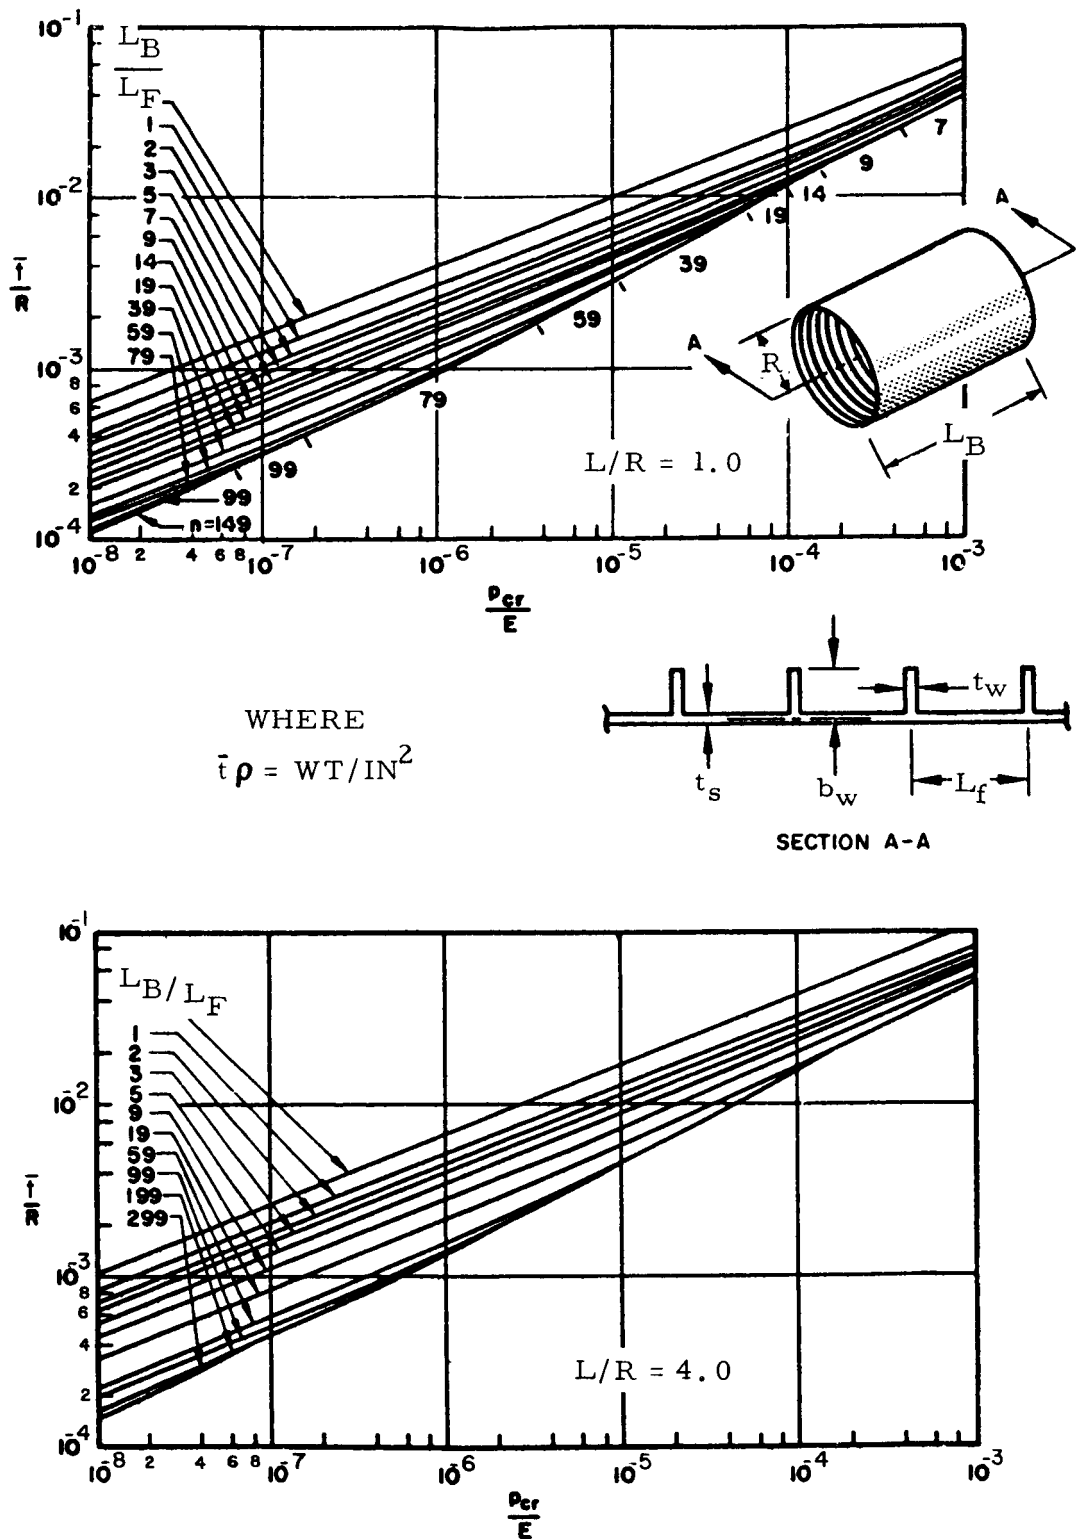 10^-1
L_B
L_F
1
2
3
5
7
9
14
19
39
59
79
99
n=149
10^-2
10^-3
8
6
4
2
10^-4
t̄
R
7
9
14
19
39
59
79
99
L/R = 1.0
A
A
R
L_B
10^-8 2 4 6 8 10^-7 10^-6 10^-5 10^-4 10^-3
P_cr
E
WHERE
t̄ρ = WT/IN^2
t_w
t_s
b_w
L_f
SECTION A-A
10^-1
L_B/L_F
1
2
3
5
9
19
59
99
199
299
10^-2
10^-3
8
6
4
2
10^-4
t̄
R
L/R = 4.0
10^-8 2 4 6 8 10^-7 10^-6 10^-5 10^-4 10^-3
P_cr
E